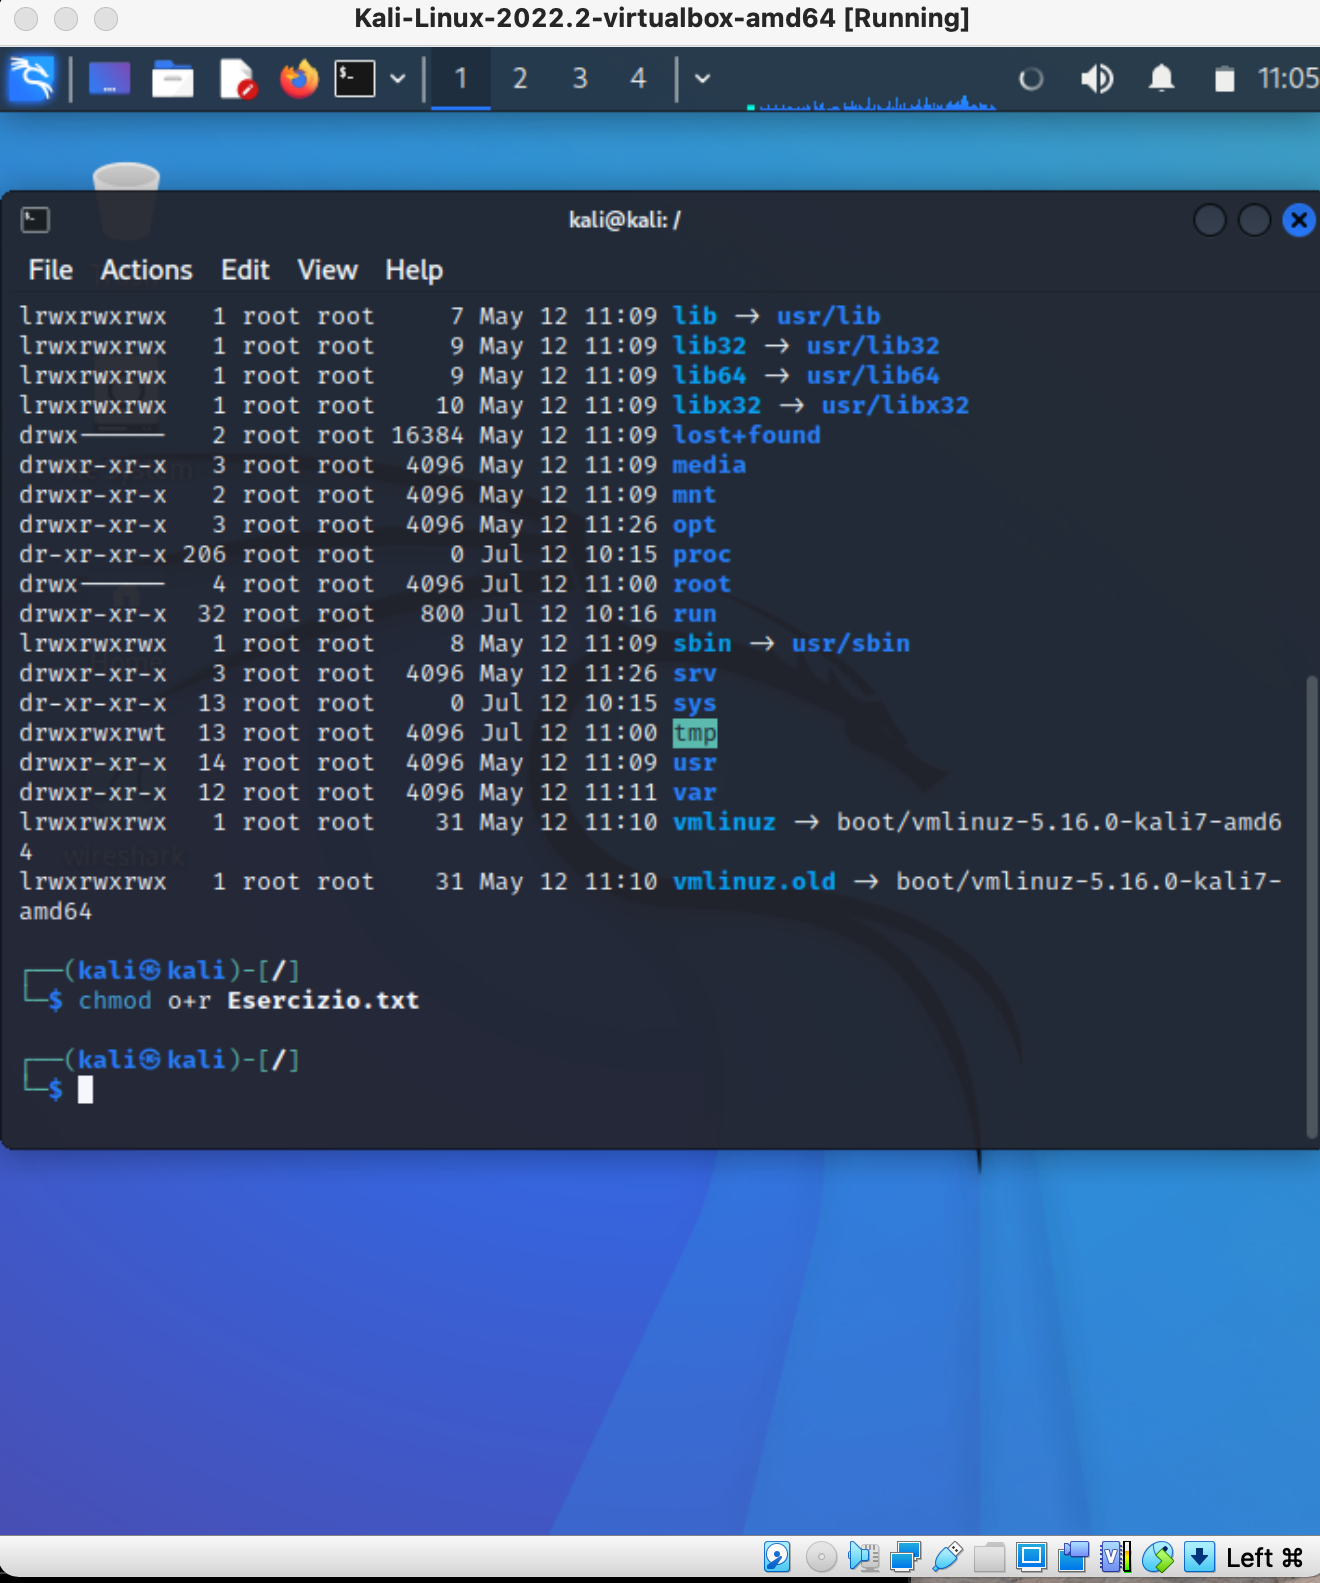 Kali-Linux-2022.2-virtualbox-amd64 [Running]
1 2 3 4 11:05
kali@kali: /
File Actions Edit View Help
lrwxrwxrwx 1 root root 7 May 12 11:09 lib → usr/lib
lrwxrwxrwx 1 root root 9 May 12 11:09 lib32 → usr/lib32
lrwxrwxrwx 1 root root 9 May 12 11:09 lib64 → usr/lib64
lrwxrwxrwx 1 root root 10 May 12 11:09 libx32 → usr/libx32
drwx------ 2 root root 16384 May 12 11:09 lost+found
drwxr-xr-x 3 root root 4096 May 12 11:09 media
drwxr-xr-x 2 root root 4096 May 12 11:09 mnt
drwxr-xr-x 3 root root 4096 May 12 11:26 opt
dr-xr-xr-x 206 root root 0 Jul 12 10:15 proc
drwx------ 4 root root 4096 Jul 12 11:00 root
drwxr-xr-x 32 root root 800 Jul 12 10:16 run
lrwxrwxrwx 1 root root 8 May 12 11:09 sbin → usr/sbin
drwxr-xr-x 3 root root 4096 May 12 11:26 srv
dr-xr-xr-x 13 root root 0 Jul 12 10:15 sys
drwxrwxrwt 13 root root 4096 Jul 12 11:00 tmp
drwxr-xr-x 14 root root 4096 May 12 11:09 usr
drwxr-xr-x 12 root root 4096 May 12 11:11 var
lrwxrwxrwx 1 root root 31 May 12 11:10 vmlinuz → boot/vmlinuz-5.16.0-kali7-amd6
4
wireshark
lrwxrwxrwx 1 root root 31 May 12 11:10 vmlinuz.old → boot/vmlinuz-5.16.0-kali7-
amd64
┌──(kali㉿kali)-[/]
└─$ chmod o+r Esercizio.txt
┌──(kali㉿kali)-[/]
└─$
Left ⌘